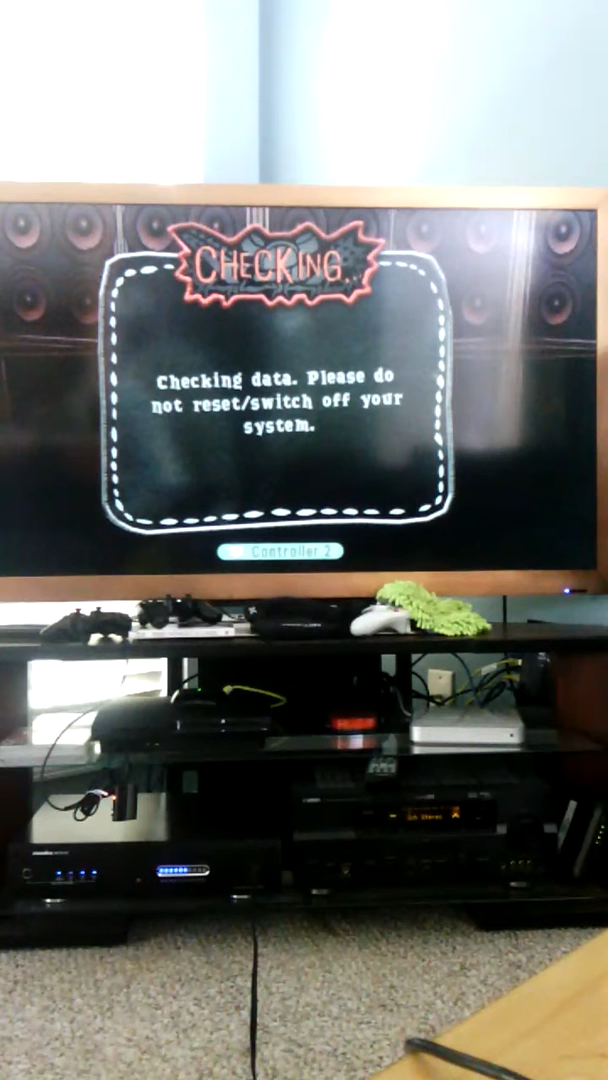 CHECKING...
Checking data. Please do
not reset/switch off your
system.
Controller 2